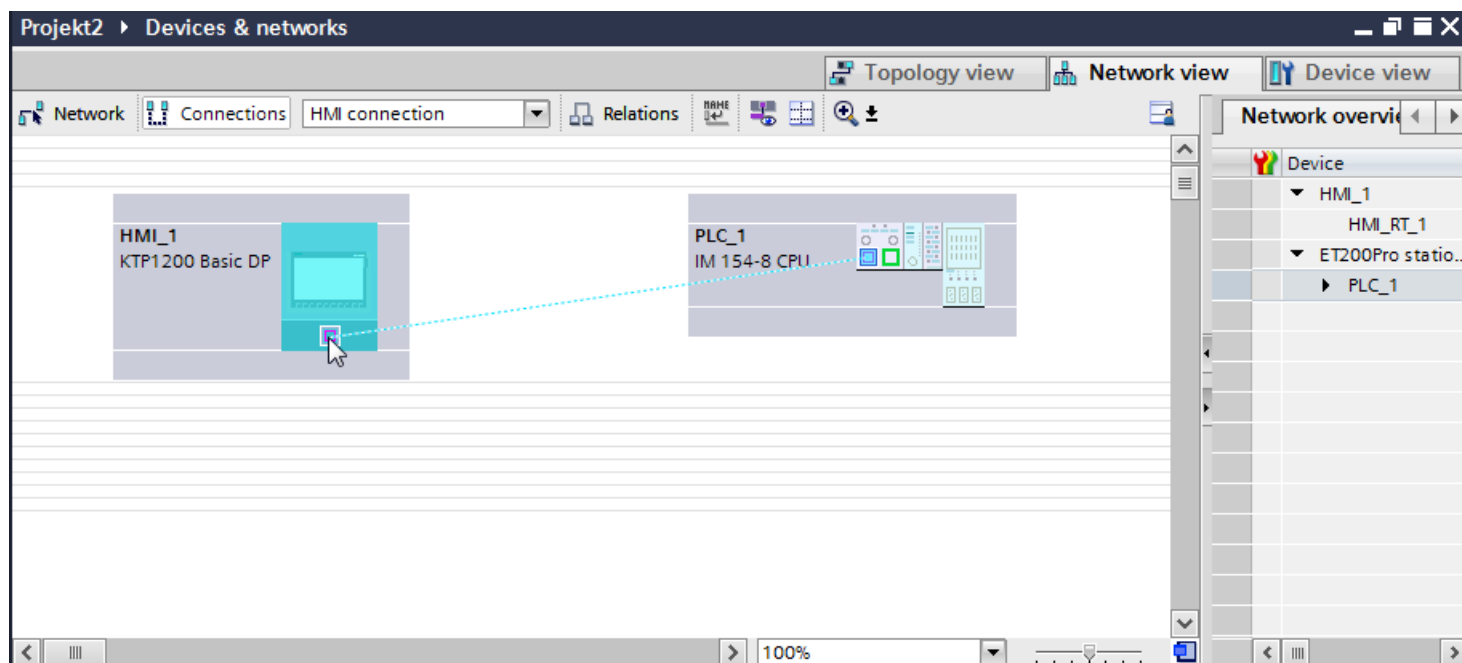 Projekt2 ▸ Devices & networks
Topology view Network view Device view
Network Connections HMI connection Relations NAME
Network overvie
Device
HMI_1
KTP1200 Basic DP
PLC_1
IM 154-8 CPU
HMI_1
HMI_RT_1
ET200Pro statio...
PLC_1
100%